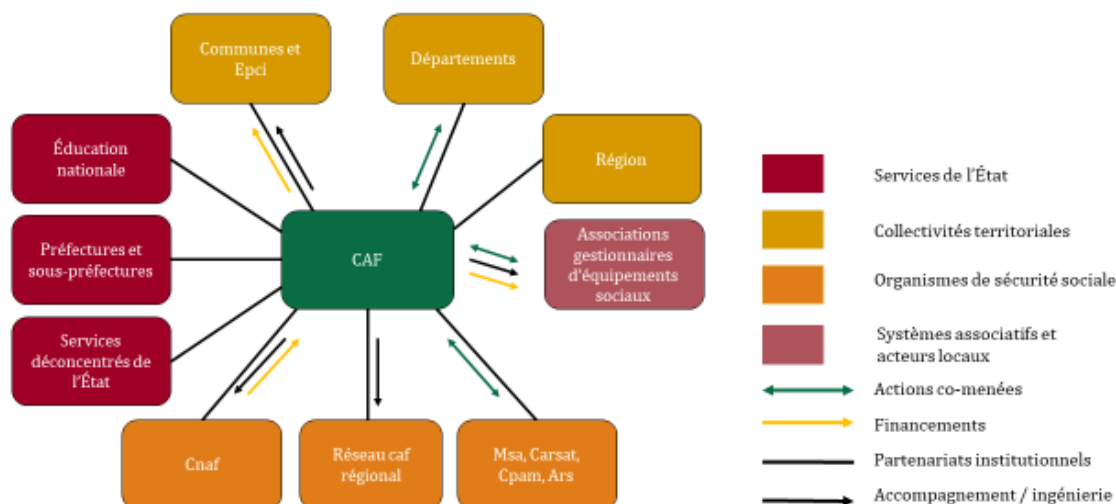 Communes et
Epci
Départements
Éducation
nationale
Région
Préfectures et
sous-préfectures
CAF
Associations
gestionnaires
d'équipements
sociaux
Services
déconcentrés de
l'État
Cnaf
Réseau caf
régional
Msa, Carsat,
Cpam, Ars
Services de l'État
Collectivités territoriales
Organismes de sécurité sociale
Systèmes associatifs et
acteurs locaux
Actions co-menées
Financements
Partenariats institutionnels
Accompagnement / ingénierie